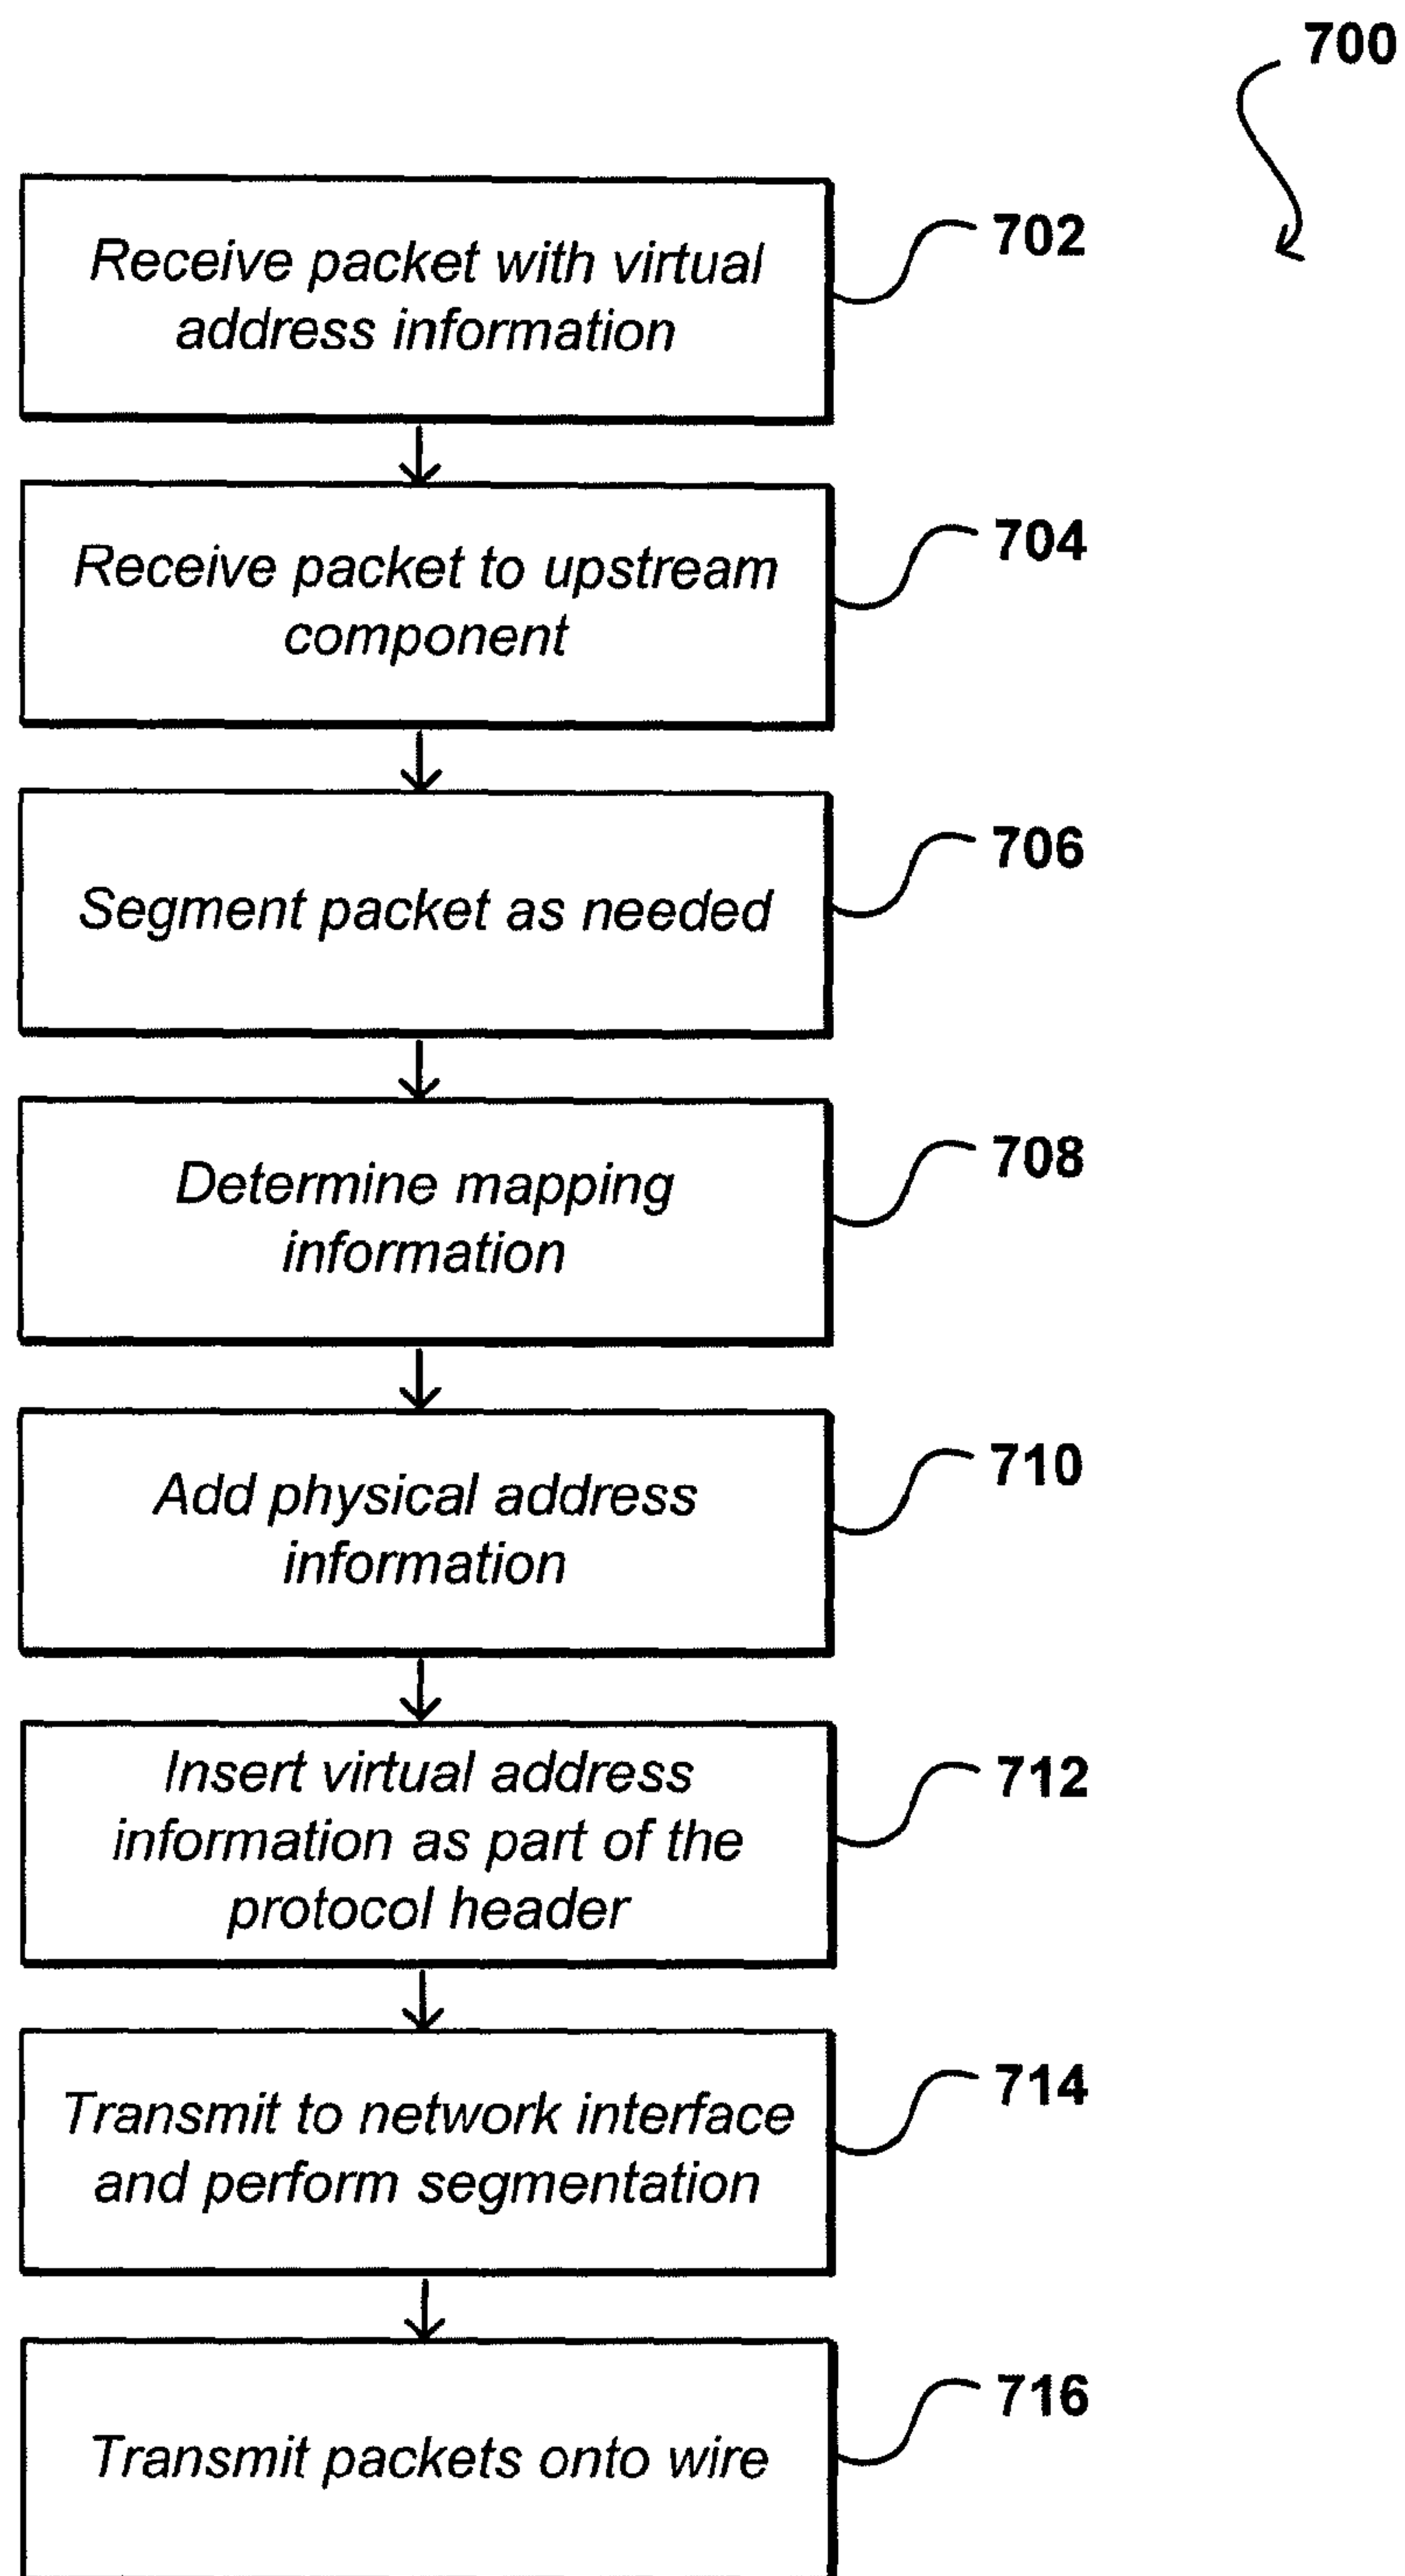 700
Receive packet with virtual
address information
702
Receive packet to upstream
component
704
Segment packet as needed
706
Determine mapping
information
708
Add physical address
information
710
Insert virtual address
information as part of the
protocol header
712
Transmit to network interface
and perform segmentation
714
Transmit packets onto wire
716